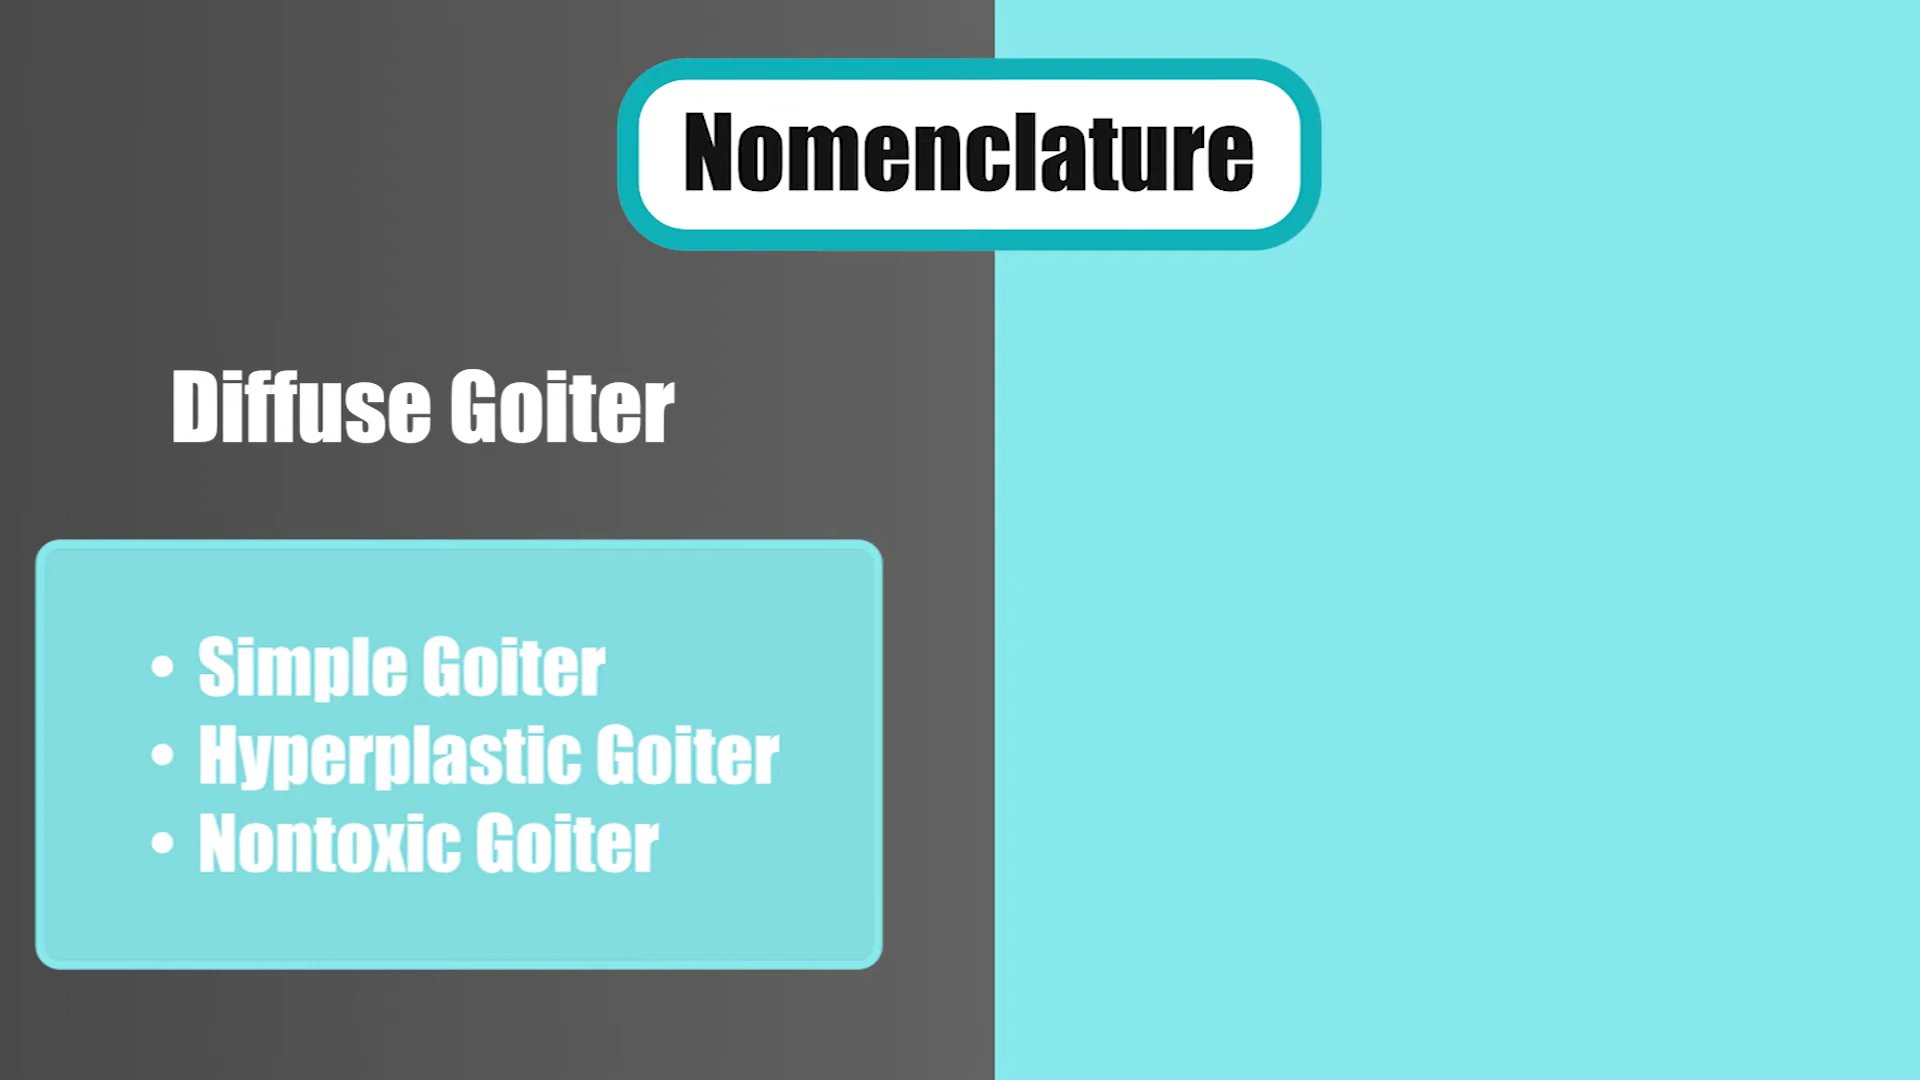 Nomenclature
Diffuse Goiter
• Simple Goiter
• Hyperplastic Goiter
• Nontoxic Goiter